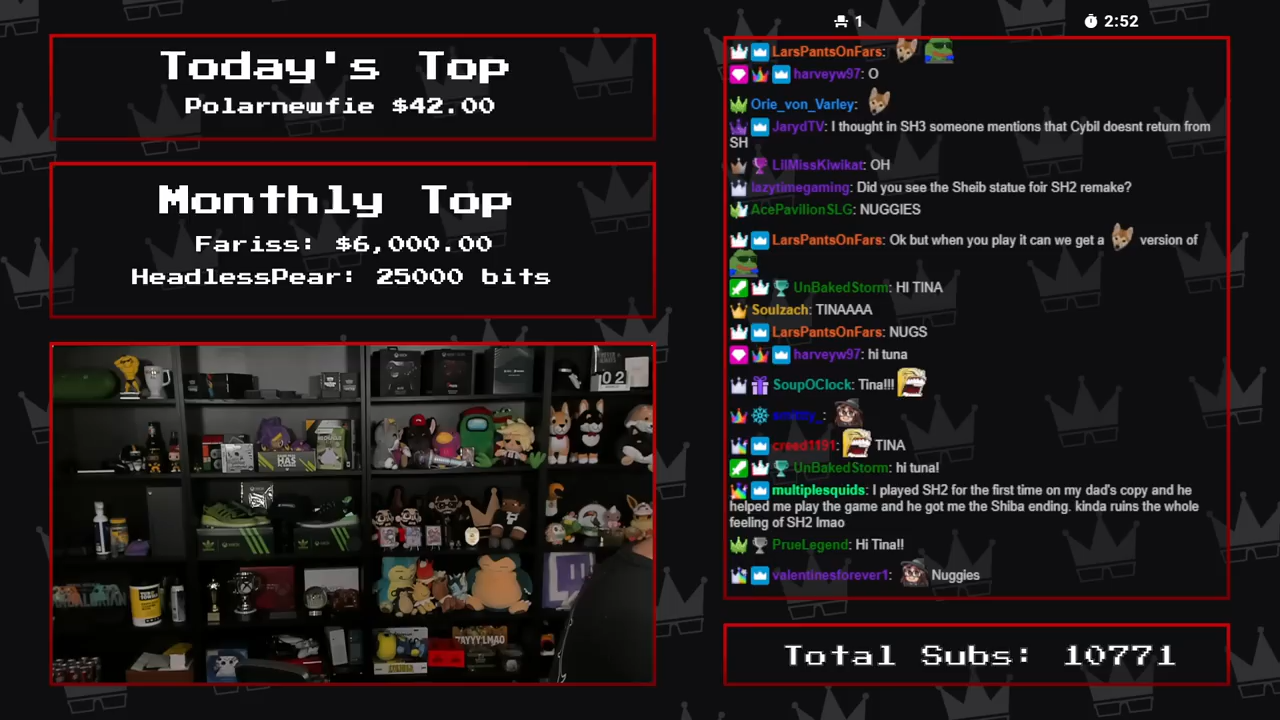 1
2:52
Today's Top
Polarnewfie $42.00
Monthly Top
Fariss: $6,000.00
HeadlessPear: 25000 bits
LarsPantsOnFars:
harveyw97: O
Orie_von_Varley:
JarydTV: I thought in SH3 someone mentions that Cybil doesnt return from
SH
LilMissKiwikat: OH
lazytimegaming: Did you see the Sheib statue foir SH2 remake?
AcePavilionSLG: NUGGIES
LarsPantsOnFars: Ok but when you play it can we get a version of
UnBakedStorm: HI TINA
Soulzach: TINAAAA
LarsPantsOnFars: NUGS
harveyw97: hi tuna
SoupOClock: Tina!!!
creed1191: TINA
UnBakedStorm: hi tuna!
multiplesquids: I played SH2 for the first time on my dad's copy and he
helped me play the game and he got me the Shiba ending. kinda ruins the whole
feeling of SH2 lmao
PrueLegend: Hi Tina!!
valentinesforever1: Nuggies
Total Subs: 10771
02
YAYYY LMAO